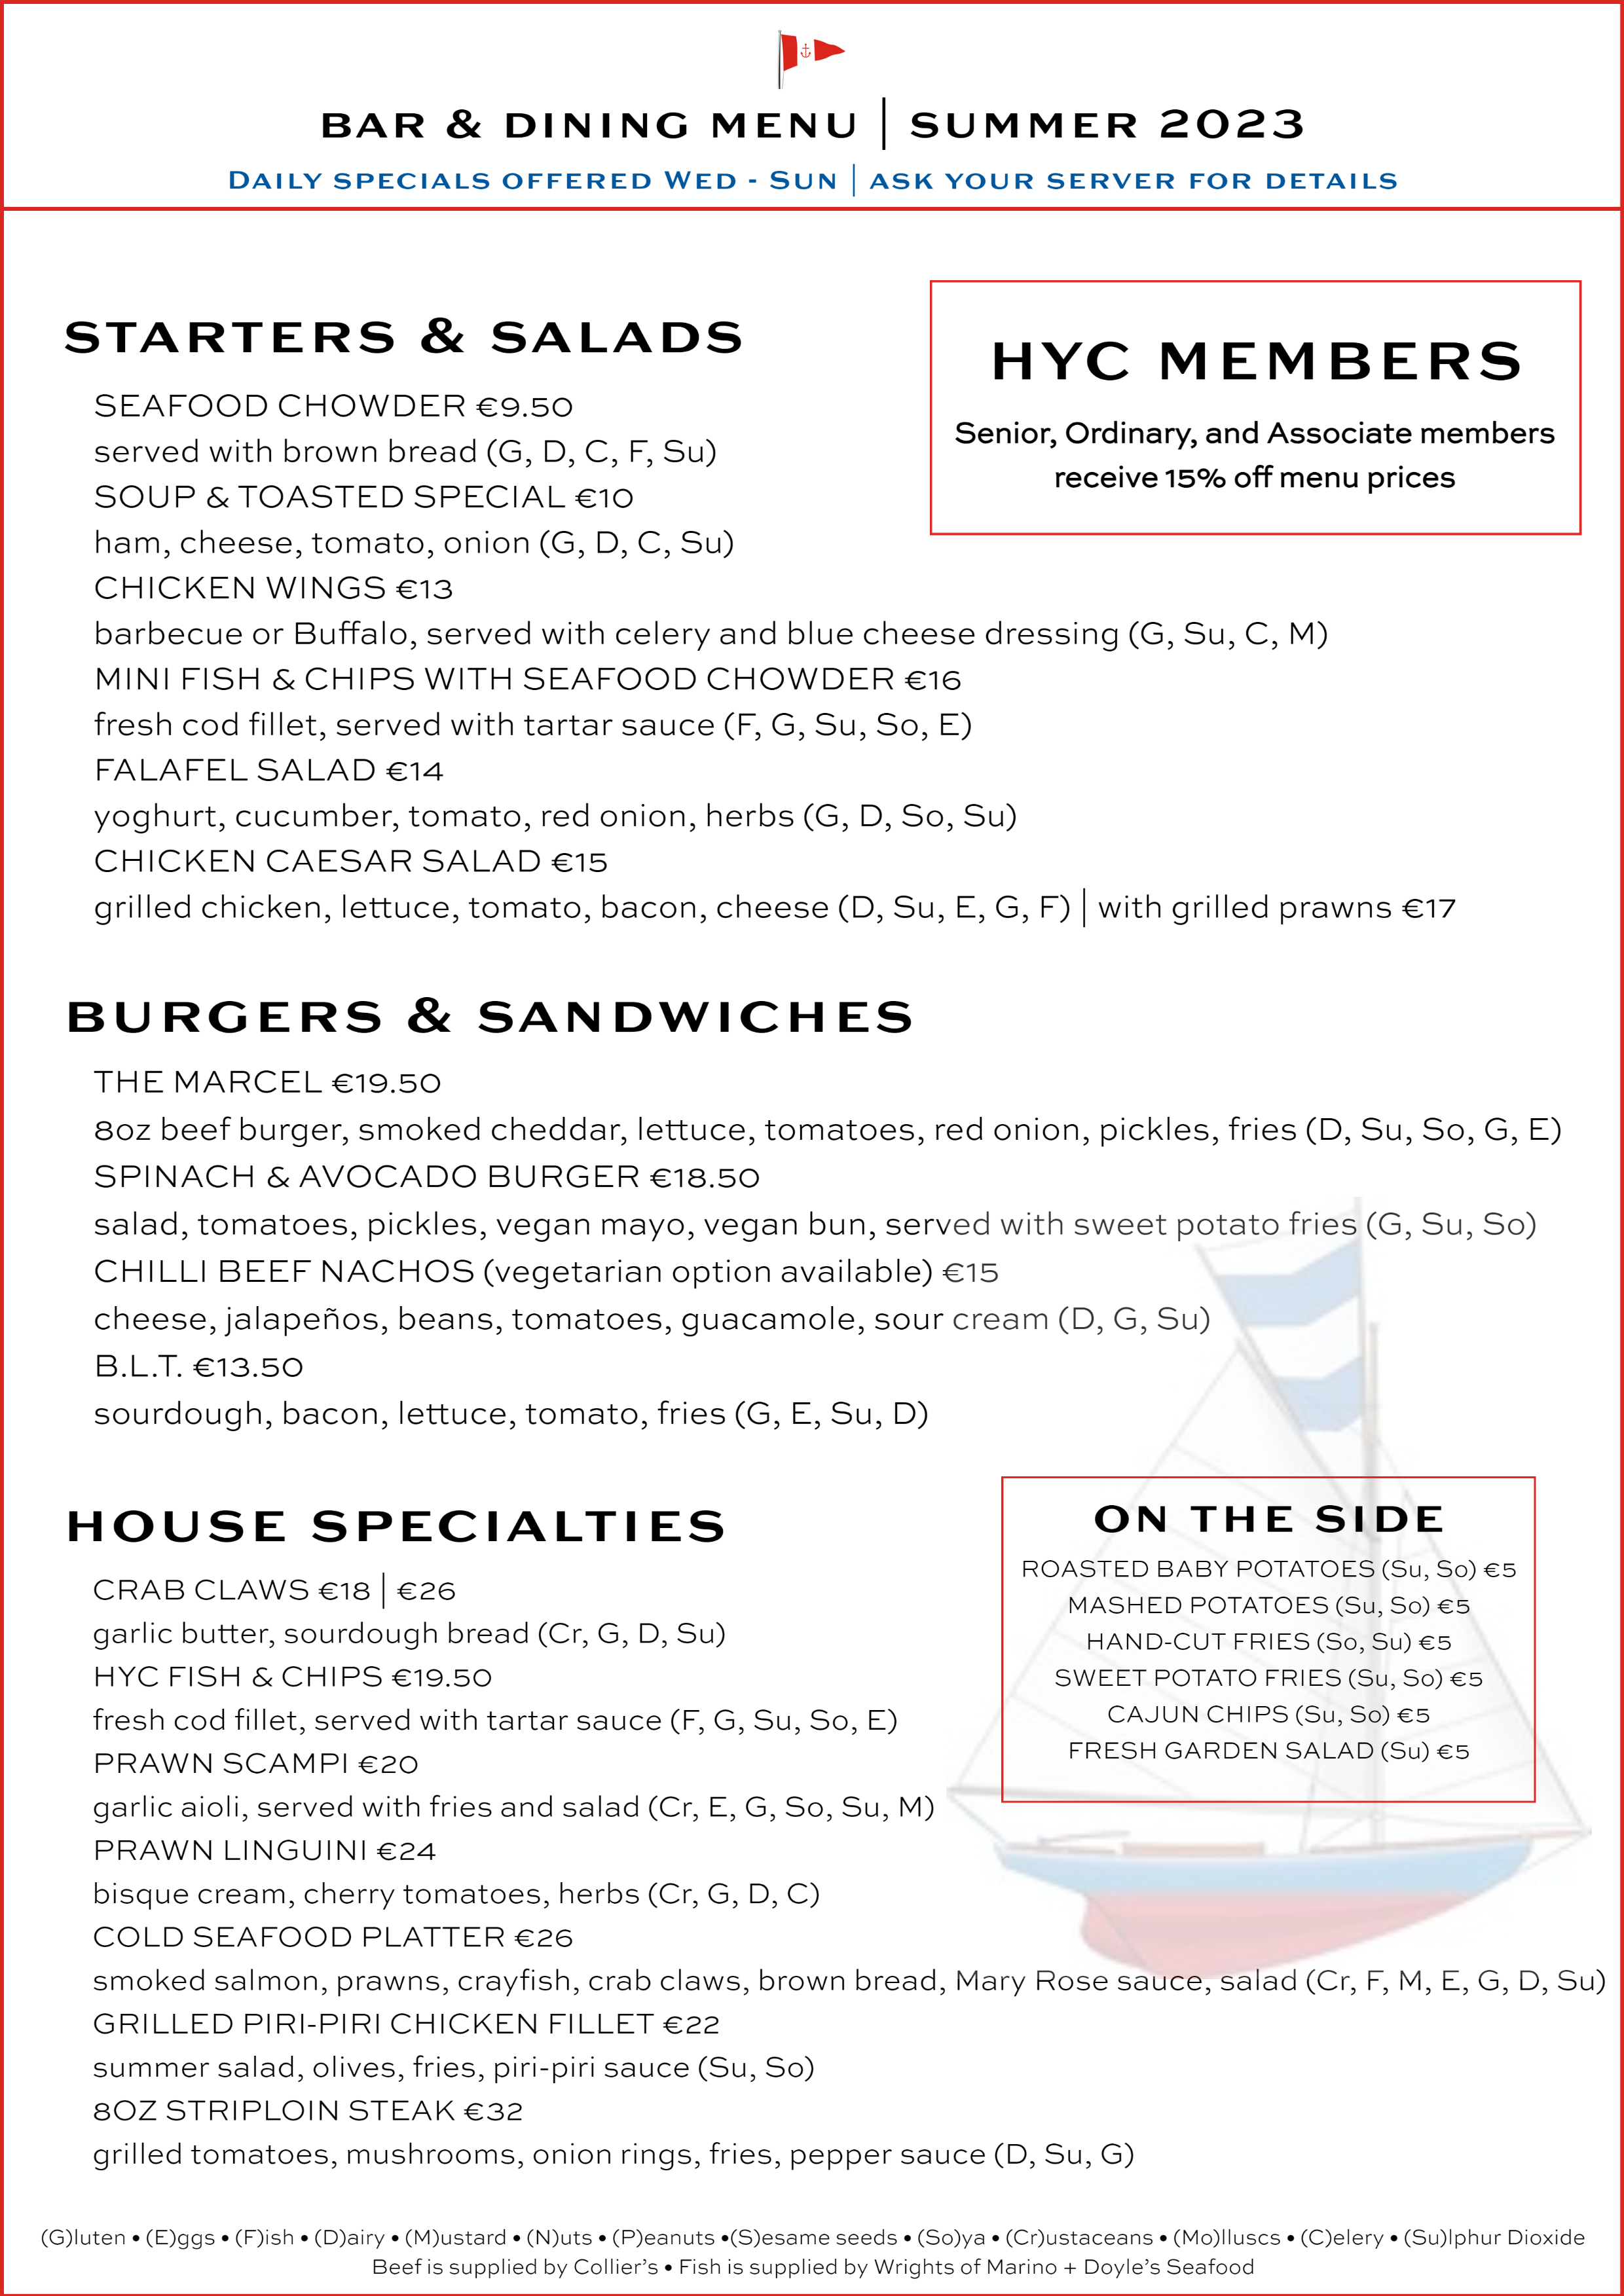 BAR & DINING MENU | SUMMER 2023
DAILY SPECIALS OFFERED WED - SUN | ASK YOUR SERVER FOR DETAILS
STARTERS & SALADS
SEAFOOD CHOWDER €9.50
served with brown bread (G, D, C, F, Su)
SOUP & TOASTED SPECIAL €10
ham, cheese, tomato, onion (G, D, C, Su)
CHICKEN WINGS €13
barbecue or Buffalo, served with celery and blue cheese dressing (G, Su, C, M)
MINI FISH & CHIPS WITH SEAFOOD CHOWDER €16
fresh cod fillet, served with tartar sauce (F, G, Su, So, E)
FALAFEL SALAD €14
yoghurt, cucumber, tomato, red onion, herbs (G, D, So, Su)
CHICKEN CAESAR SALAD €15
grilled chicken, lettuce, tomato, bacon, cheese (D, Su, E, G, F) | with grilled prawns €17
HYC MEMBERS
Senior, Ordinary, and Associate members
receive 15% off menu prices
BURGERS & SANDWICHES
THE MARCEL €19.50
8oz beef burger, smoked cheddar, lettuce, tomatoes, red onion, pickles, fries (D, Su, So, G, E)
SPINACH & AVOCADO BURGER €18.50
salad, tomatoes, pickles, vegan mayo, vegan bun, served with sweet potato fries (G, Su, So)
CHILLI BEEF NACHOS (vegetarian option available) €15
cheese, jalapeños, beans, tomatoes, guacamole, sour cream (D, G, Su)
B.L.T. €13.50
sourdough, bacon, lettuce, tomato, fries (G, E, Su, D)
HOUSE SPECIALTIES
CRAB CLAWS €18 | €26
garlic butter, sourdough bread (Cr, G, D, Su)
HYC FISH & CHIPS €19.50
fresh cod fillet, served with tartar sauce (F, G, Su, So, E)
PRAWN SCAMPI €20
garlic aioli, served with fries and salad (Cr, E, G, So, Su, M)
PRAWN LINGUINI €24
bisque cream, cherry tomatoes, herbs (Cr, G, D, C)
COLD SEAFOOD PLATTER €26
smoked salmon, prawns, crayfish, crab claws, brown bread, Mary Rose sauce, salad (Cr, F, M, E, G, D, Su)
GRILLED PIRI-PIRI CHICKEN FILLET €22
summer salad, olives, fries, piri-piri sauce (Su, So)
8OZ STRIPLOIN STEAK €32
grilled tomatoes, mushrooms, onion rings, fries, pepper sauce (D, Su, G)
ON THE SIDE
ROASTED BABY POTATOES (Su, So) €5
MASHED POTATOES (Su, So) €5
HAND-CUT FRIES (So, Su) €5
SWEET POTATO FRIES (Su, So) €5
CAJUN CHIPS (Su, So) €5
FRESH GARDEN SALAD (Su) €5
(G)luten • (E)ggs • (F)ish • (D)airy • (M)ustard • (N)uts • (P)eanuts •(S)esame seeds • (So)ya • (Cr)ustaceans • (Mo)lluscs • (C)elery • (Su)lphur Dioxide
Beef is supplied by Collier's • Fish is supplied by Wrights of Marino + Doyle's Seafood